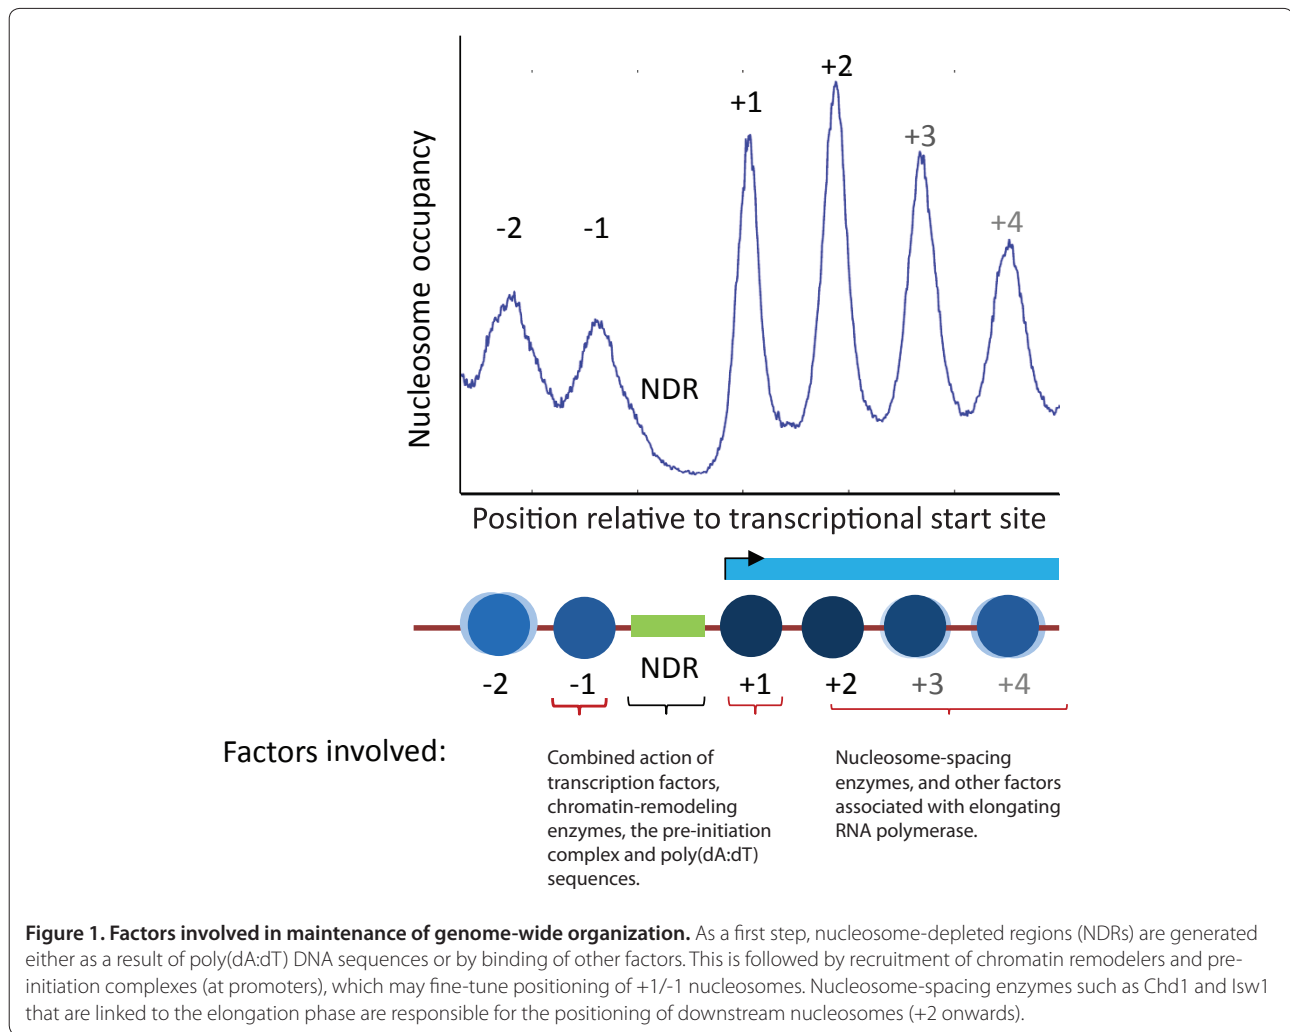 +2
+1
+3
-2
-1
+4
Nucleosome occupancy
NDR
Position relative to transcriptional start site
NDR
-2
-1
+1
+2
+3
+4
Factors involved:
Combined action of
transcription factors,
chromatin-remodeling
enzymes, the pre-initiation
complex and poly(dA:dT)
sequences.
Nucleosome-spacing
enzymes, and other factors
associated with elongating
RNA polymerase.
Figure 1. Factors involved in maintenance of genome-wide organization. As a first step, nucleosome-depleted regions (NDRs) are generated
either as a result of poly(dA:dT) DNA sequences or by binding of other factors. This is followed by recruitment of chromatin remodelers and pre-
initiation complexes (at promoters), which may fine-tune positioning of +1/-1 nucleosomes. Nucleosome-spacing enzymes such as Chd1 and Isw1
that are linked to the elongation phase are responsible for the positioning of downstream nucleosomes (+2 onwards).